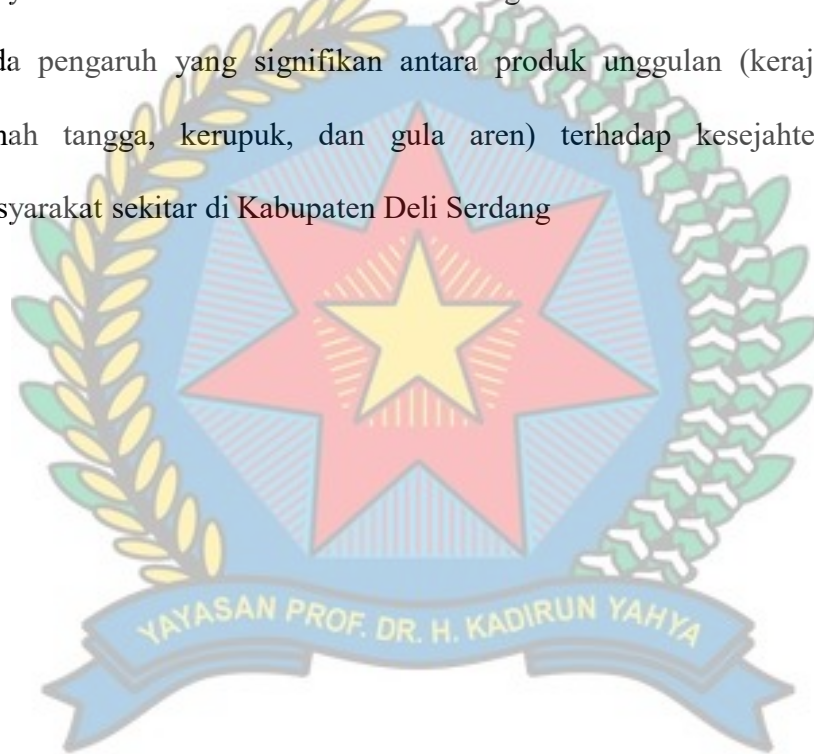 da pengaruh yang signifikan antara produk unggulan (keraj
nah tangga, kerupuk, dan gula aren) terhadap kesejahte
syarakat sekitar di Kabupaten Deli Serdang
YAYASAN PROF. DR. H. KADIRUN YAHYA